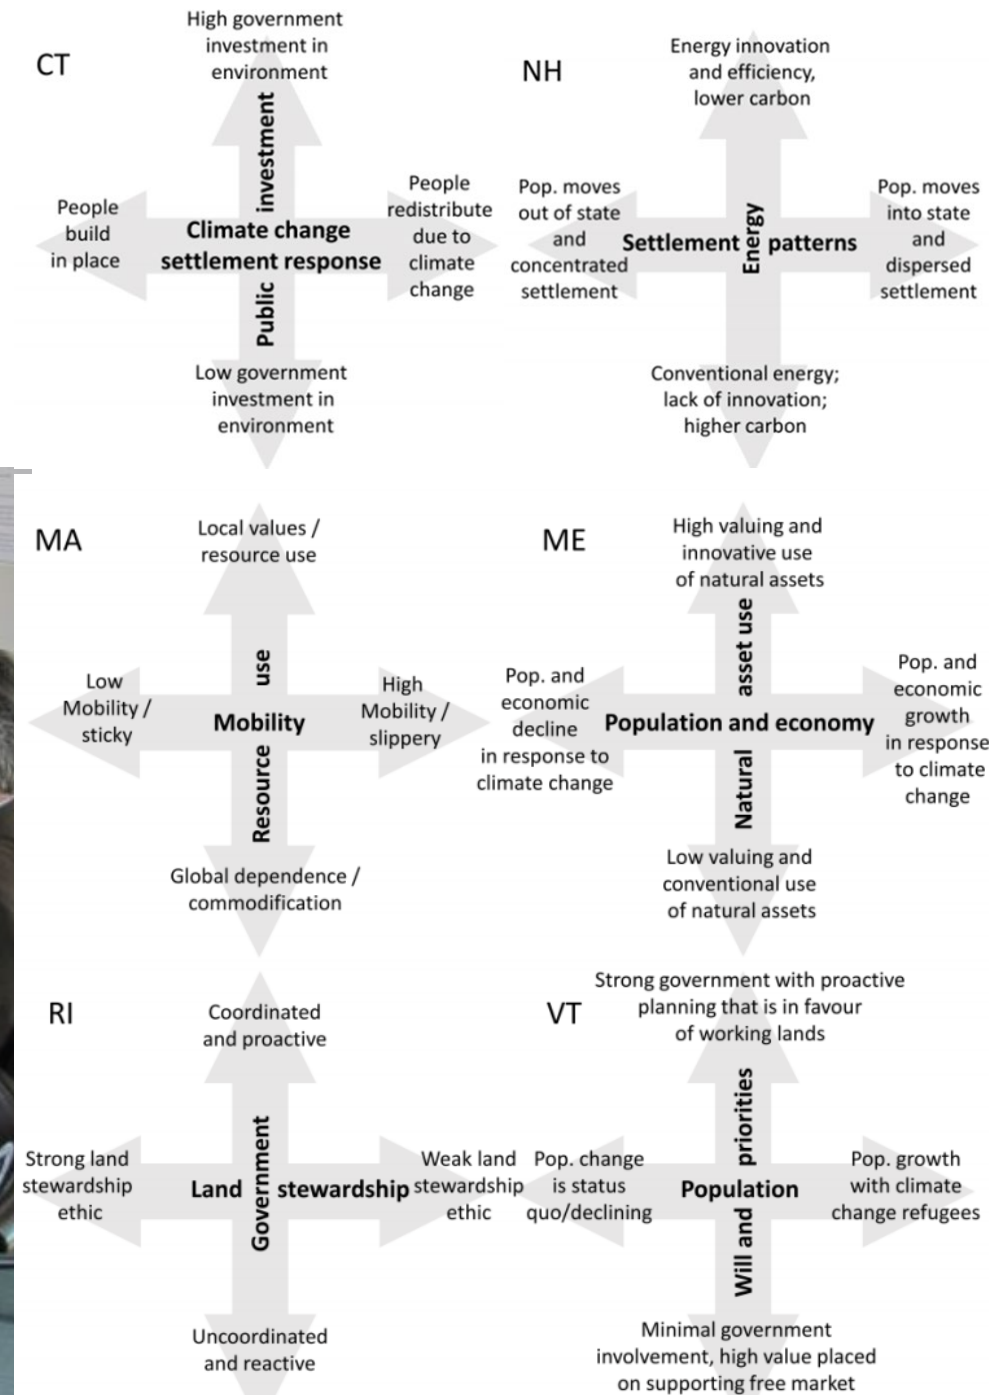 CT
High government
investment in
environment
Public investment
People
build
in place
Climate change
settlement response
People
redistribute
due to
climate
change
Low government
investment in
environment
NH
Energy innovation
and efficiency,
lower carbon
Energy
Pop. moves
out of state
and
concentrated
settlement
Settlement patterns
Pop. moves
into state
and
dispersed
settlement
Conventional energy;
lack of innovation;
higher carbon
MA
Local values /
resource use
Resource use
Low
Mobility /
sticky
Mobility
High
Mobility /
slippery
Global dependence /
commodification
ME
High valuing and
innovative use
of natural assets
Natural asset use
Pop. and
economic
decline
in response to
climate change
Population and economy
Pop. and
economic
growth
in response
to climate
change
Low valuing and
conventional use
of natural assets
RI
Coordinated
and proactive
Government
Strong land
stewardship
ethic
Land stewardship
Weak land
stewardship
ethic
Uncoordinated
and reactive
VT
Strong government with proactive
planning that is in favour
of working lands
Will and priorities
Pop. change
is status
quo/declining
Population
Pop. growth
with climate
change refugees
Minimal government
involvement, high value placed
on supporting free market